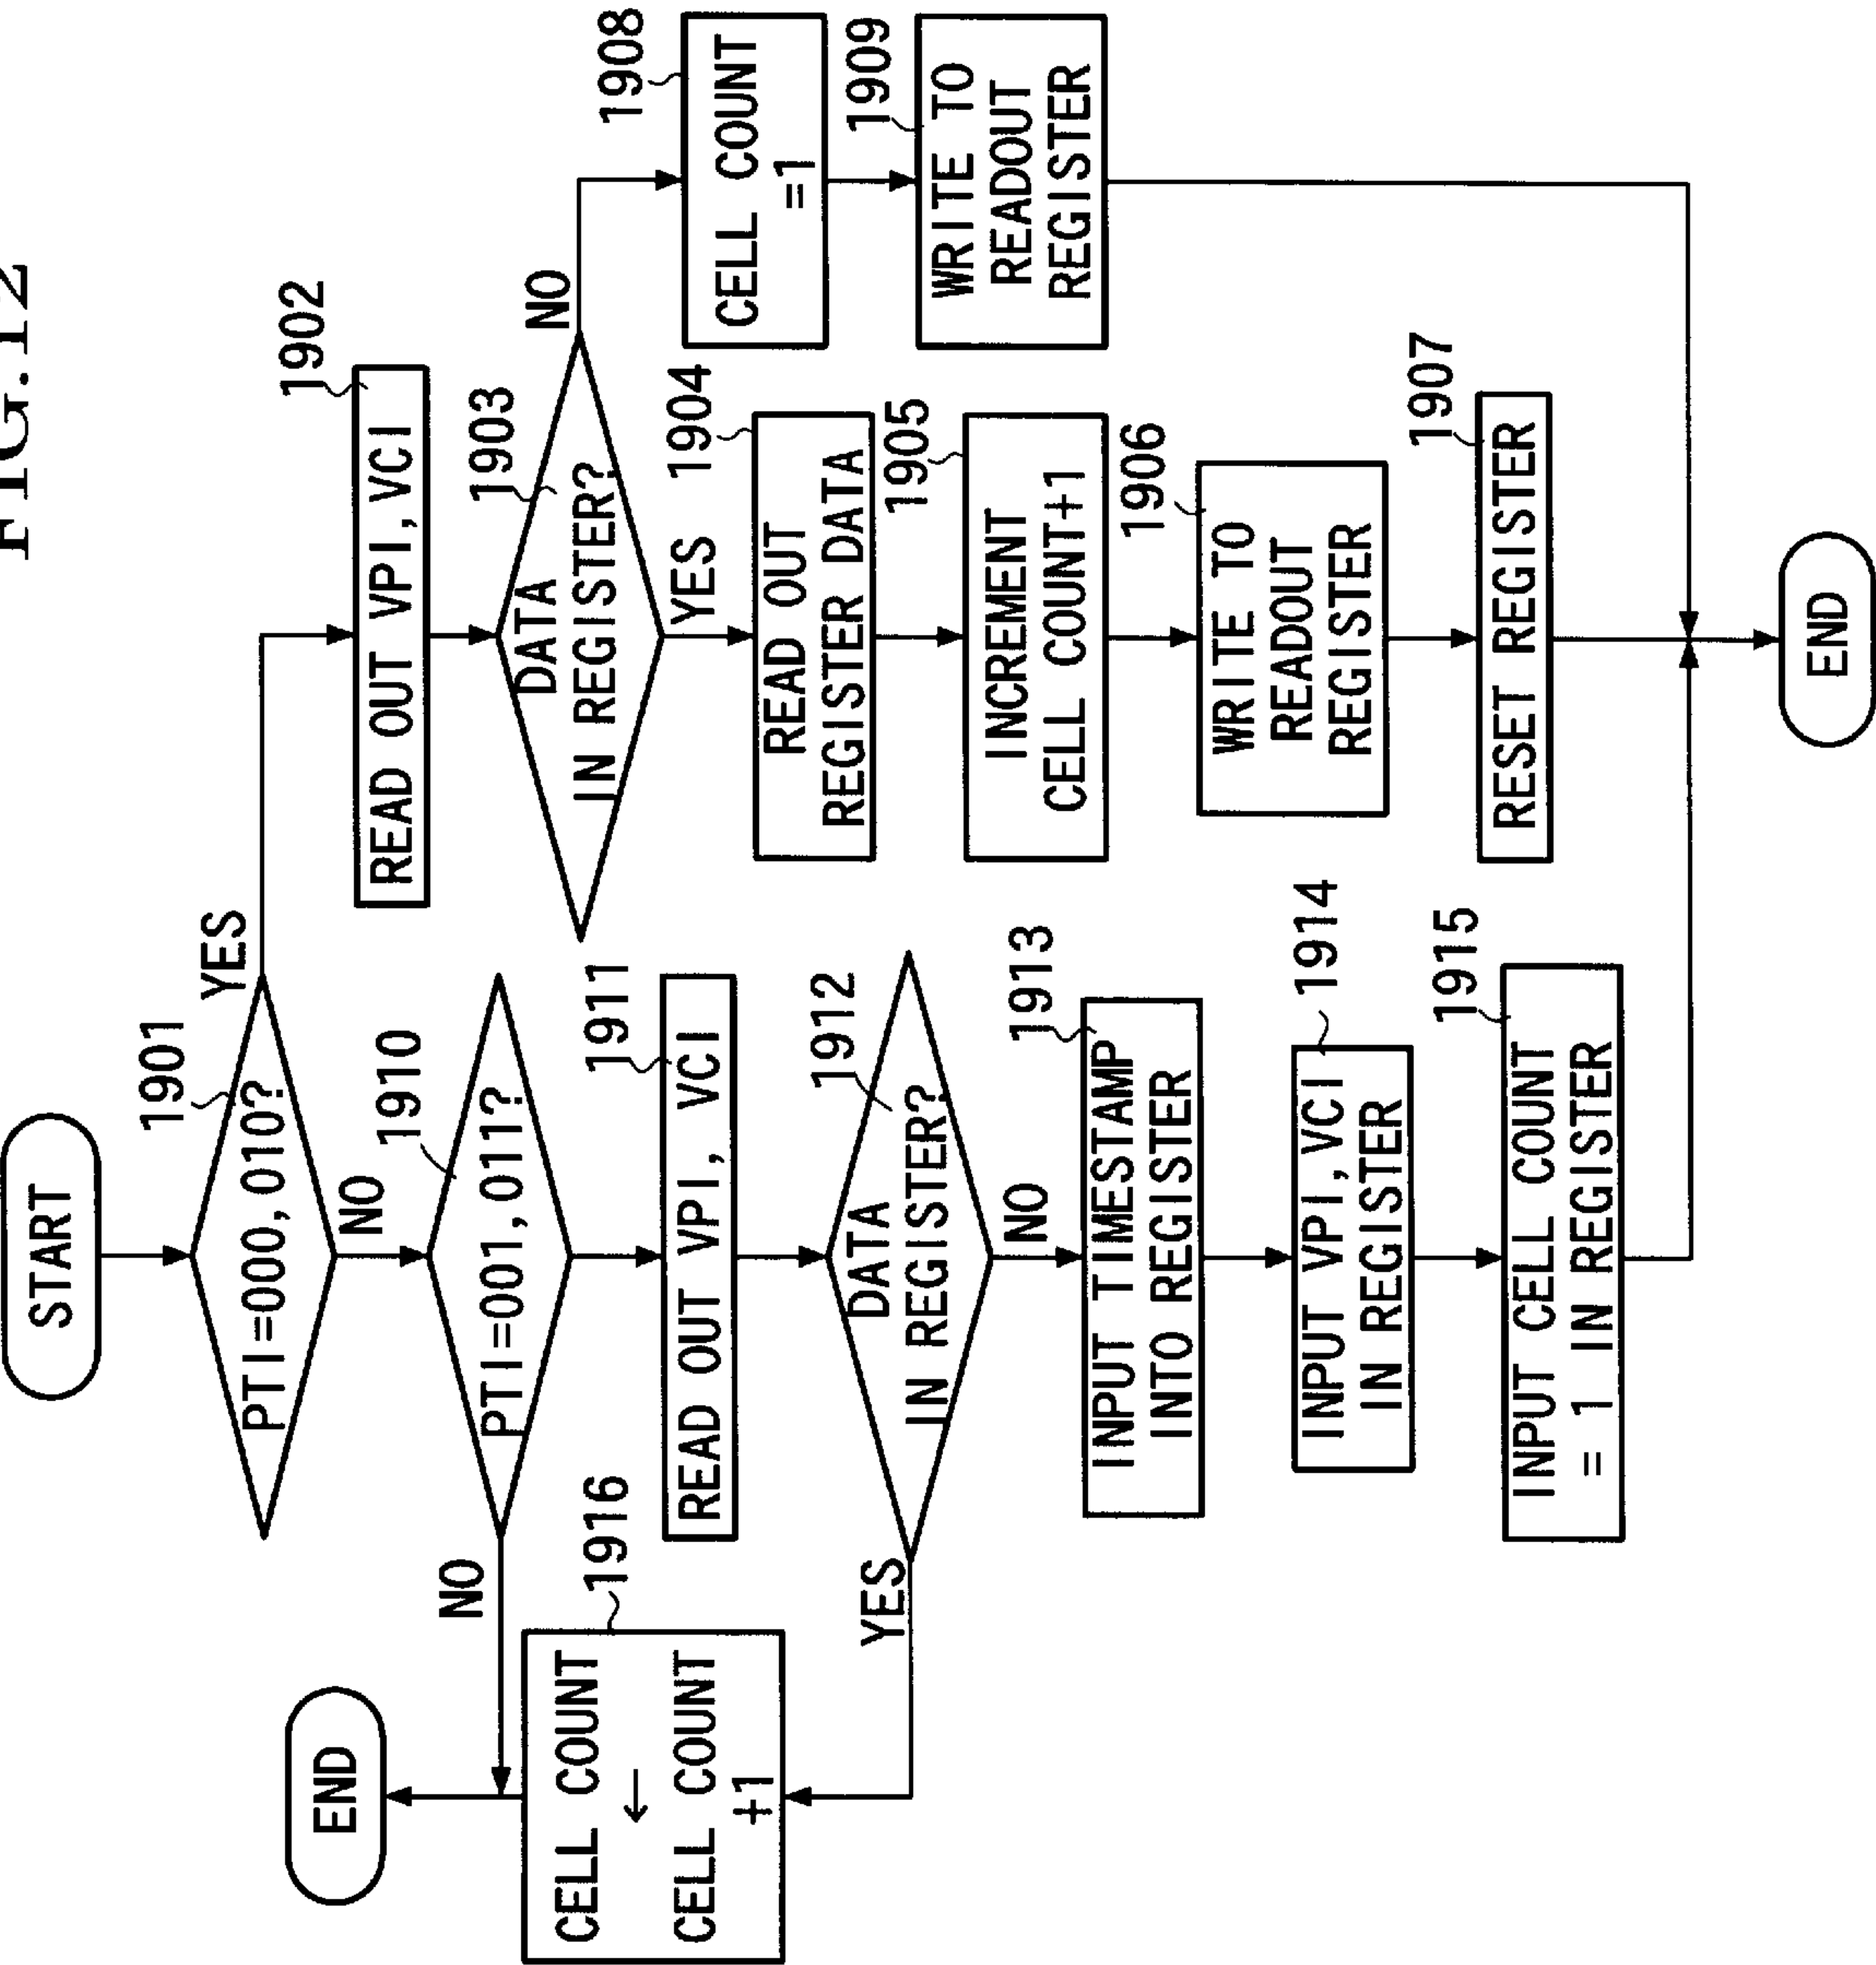 FIG.12
START
1901
PTI=000,010?
YES
NO
1902
READ OUT VPI,VCI
1903
DATA
IN REGISTER?
NO
YES
1904
READ OUT
REGISTER DATA
1905
INCREMENT
CELL COUNT+1
1906
WRITE TO
READOUT
REGISTER
1907
RESET REGISTER
1908
CELL COUNT
=1
1909
WRITE TO
READOUT
REGISTER
1910
PTI=001,011?
NO
1911
READ OUT VPI, VCI
1912
DATA
IN REGISTER?
YES
NO
1913
INPUT TIMESTAMP
INTO REGISTER
1914
INPUT VPI,VCI
IN REGISTER
1915
INPUT CELL COUNT
= 1 IN REGISTER
1916
CELL COUNT
←
CELL COUNT
+1
END
END